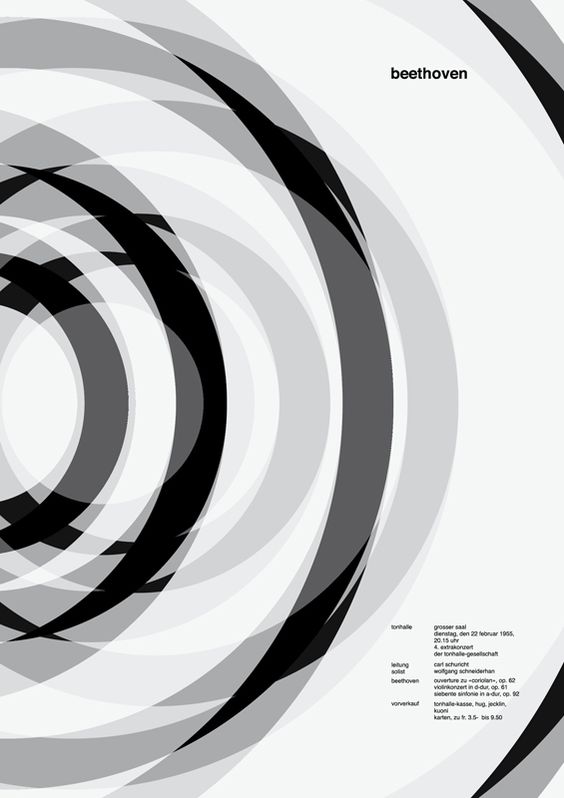 beethoven
tonhalle grosser saal
dienstag, den 22 februar 1955,
20.15 uhr
4. extrakonzert
der tonhalle-gesellschaft
leitung carl schuricht
solist wolfgang schneiderhan
beethoven ouverture zu «coriolan», op. 62
violinkonzert in d-dur, op. 61
siebente sinfonie in a-dur, op. 92
vorverkauf tonhalle-kasse, hug, jecklin,
kuoni
karten, zu fr. 3.5- bis 9.50